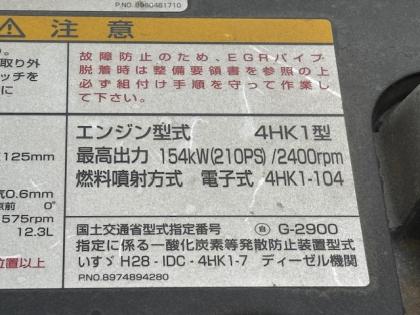 P.NO.8980461710
注意
取り外
ッチを
故障防止のため、EGRパイプ
脱着時は整備要領書を参照の上
必ず組付け手順を守って作業し
て下さい。
125mm
気0.6mm
前 0°
575rpm
12.3L
位置以上
エンジン型式 4HK1型
最高出力 154kW(210PS)/2400rpm
燃料噴射方式 電子式 4HK1-104
国土交通省型式指定番号 自 G-2900
指定に係る一酸化炭素等発散防止装置型式
いすゞ H28-IDC-4HK1-7 ディーゼル機関
P.NO.8974894280